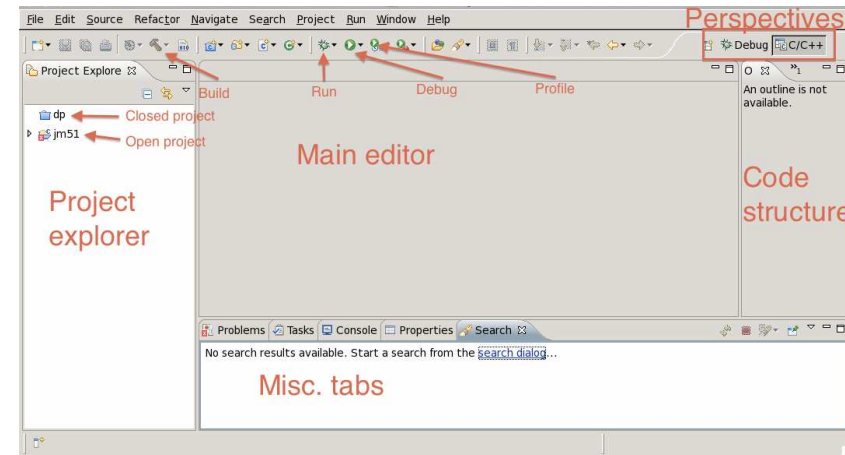 File Edit Source Refactor Navigate Search Project Run Window Help
Perspectives
Debug C/C++
Project Explore
Build
Run
Debug
Profile
O
»1
An outline is not
available.
dp
Closed project
jm51
Open project
Main editor
Project
explorer
Code
structure
Problems Tasks Console Properties Search
No search results available. Start a search from the search dialog...
Misc. tabs